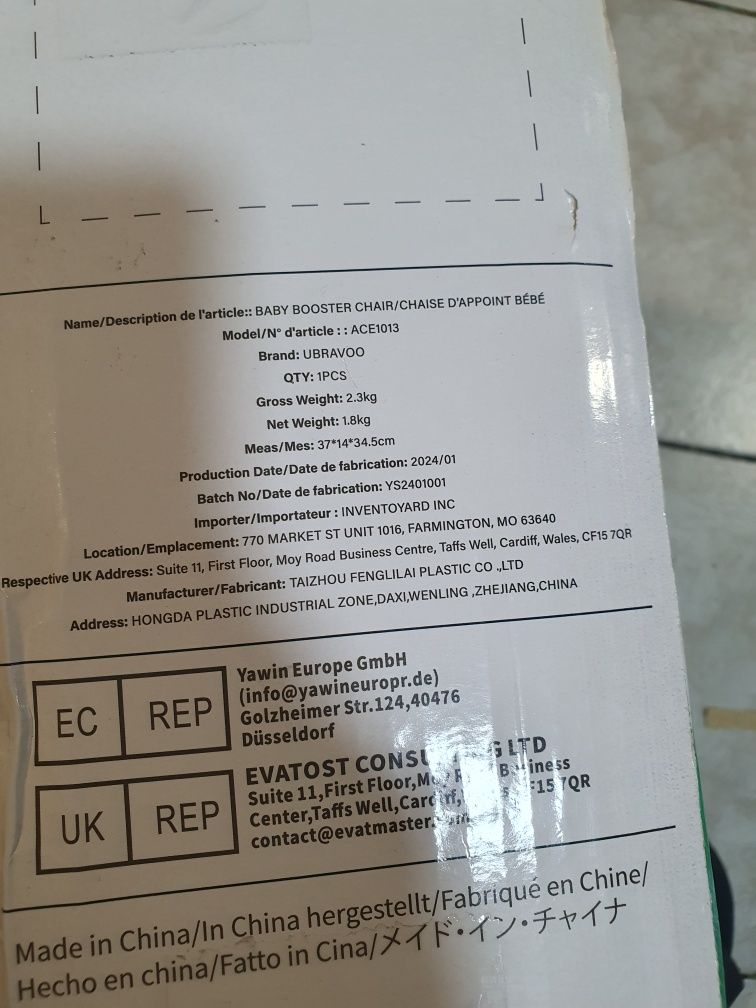 Name/Description de l'article:: BABY BOOSTER CHAIR/CHAISE D'APPOINT BÉBÉ
Model/N° d'article : : ACE1013
Brand: UBRAVOO
QTY: 1PCS
Gross Weight: 2.3kg
Net Weight: 1.8kg
Meas/Mes: 37*14*34.5cm
Production Date/Date de fabrication: 2024/01
Batch No/Date de fabrication: YS2401001
Importer/Importateur : INVENTOYARD INC
Location/Emplacement: 770 MARKET ST UNIT 1016, FARMINGTON, MO 63640
Respective UK Address: Suite 11, First Floor, Moy Road Business Centre, Taffs Well, Cardiff, Wales, CF15 7QR
Manufacturer/Fabricant: TAIZHOU FENGLILAI PLASTIC CO .,LTD
Address: HONGDA PLASTIC INDUSTRIAL ZONE,DAXI,WENLING ,ZHEJIANG,CHINA
EC REP
Yawin Europe GmbH
(info@yawineuropr.de)
Golzheimer Str.124,40476
Düsseldorf
UK REP
EVATOST LTD
Suite 11,First Floor,
Center,Taffs Well, 7QR
Made in China/In China hergestellt/Fabriqué en Chine/
Hecho en china/Fatto in Cina/メイド・イン・チャイナ